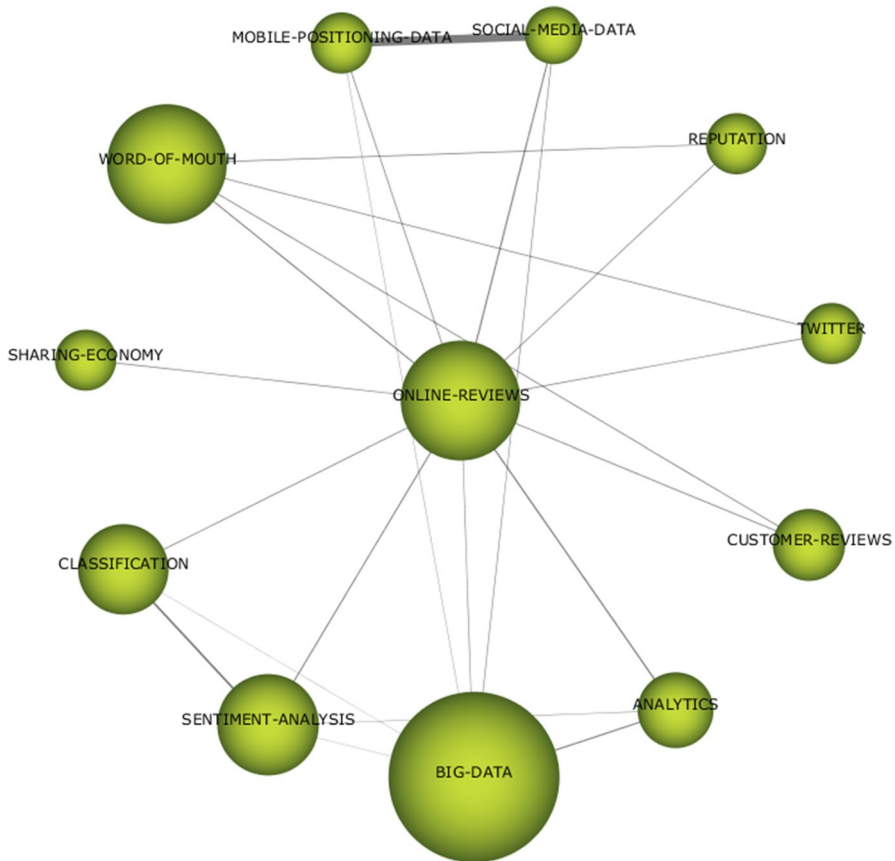 MOBILE-POSITIONING-DATA
SOCIAL-MEDIA-DATA
WORD-OF-MOUTH
REPUTATION
TWITTER
SHARING-ECONOMY
ONLINE-REVIEWS
CUSTOMER-REVIEWS
CLASSIFICATION
ANALYTICS
SENTIMENT-ANALYSIS
BIG-DATA